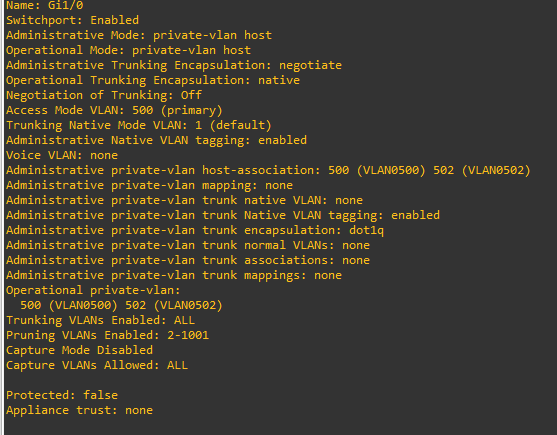 Name: Gi1/0
Switchport: Enabled
Administrative Mode: private-vlan host
Operational Mode: private-vlan host
Administrative Trunking Encapsulation: negotiate
Operational Trunking Encapsulation: native
Negotiation of Trunking: Off
Access Mode VLAN: 500 (primary)
Trunking Native Mode VLAN: 1 (default)
Administrative Native VLAN tagging: enabled
Voice VLAN: none
Administrative private-vlan host-association: 500 (VLAN0500) 502 (VLAN0502)
Administrative private-vlan mapping: none
Administrative private-vlan trunk native VLAN: none
Administrative private-vlan trunk Native VLAN tagging: enabled
Administrative private-vlan trunk encapsulation: dot1q
Administrative private-vlan trunk normal VLANs: none
Administrative private-vlan trunk associations: none
Administrative private-vlan trunk mappings: none
Operational private-vlan:
  500 (VLAN0500) 502 (VLAN0502)
Trunking VLANs Enabled: ALL
Pruning VLANs Enabled: 2-1001
Capture Mode Disabled
Capture VLANs Allowed: ALL

Protected: false
Appliance trust: none